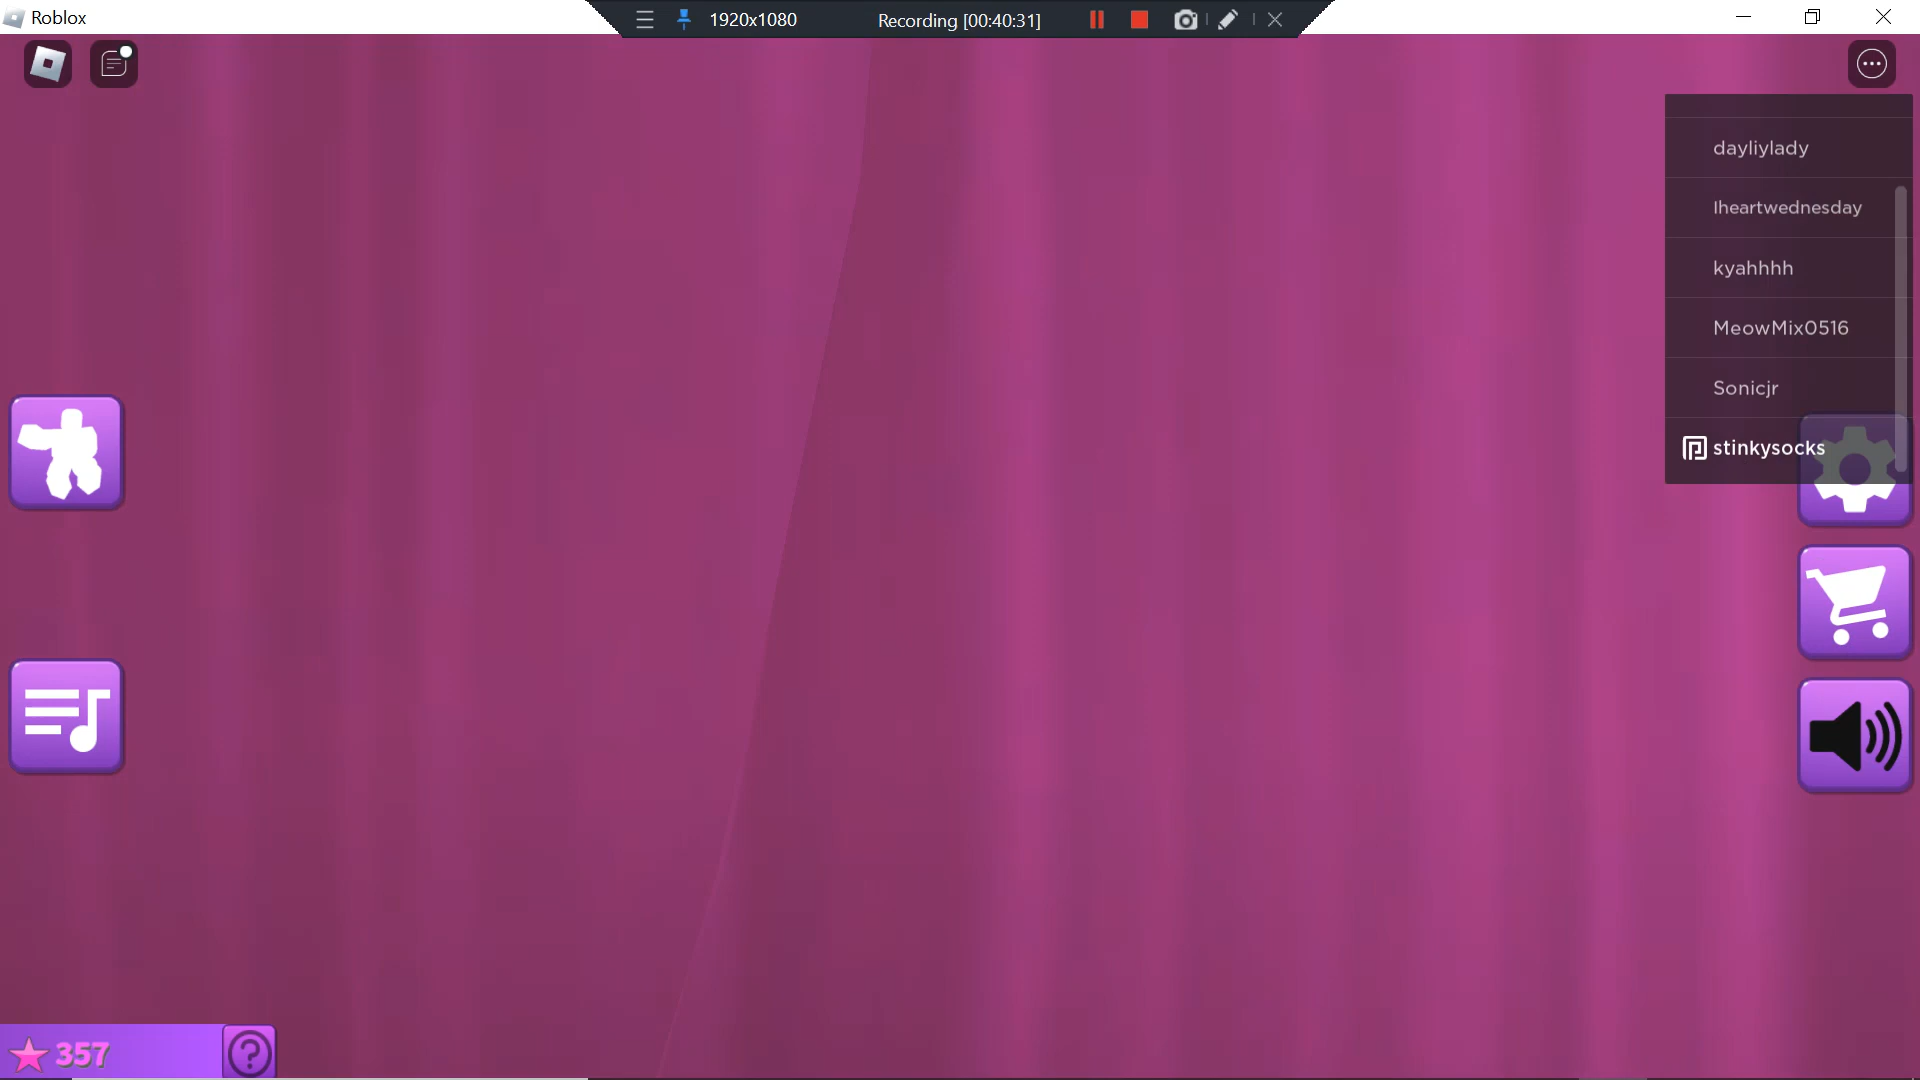 Roblox
1920x1080
Recording [00:40:31]
dayliylady
Iheartwednesday
kyahhhh
MeowMix0516
Sonicjr
stinkysocks
357
?